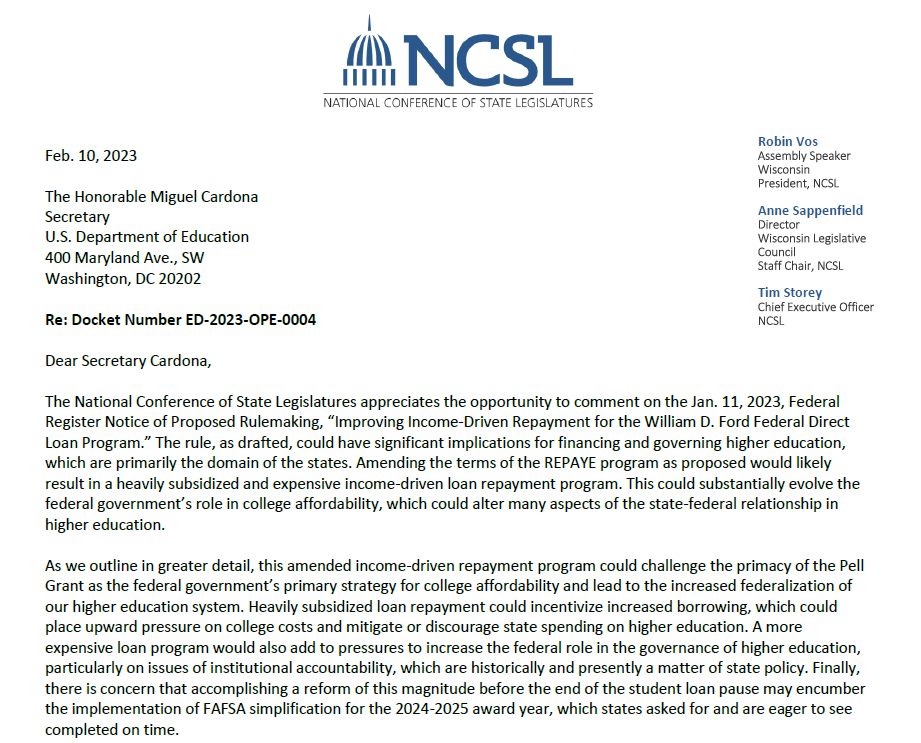 NCSL
NATIONAL CONFERENCE OF STATE LEGISLATURES
Feb. 10, 2023
The Honorable Miguel Cardona
Secretary
U.S. Department of Education
400 Maryland Ave., SW
Washington, DC 20202
Robin Vos
Assembly Speaker
Wisconsin
President, NCSL
Anne Sappenfield
Director
Wisconsin Legislative
Council
Staff Chair, NCSL
Tim Storey
Chief Executive Officer
NCSL
Re: Docket Number ED-2023-OPE-0004
Dear Secretary Cardona,
The National Conference of State Legislatures appreciates the opportunity to comment on the Jan. 11, 2023, Federal
Register Notice of Proposed Rulemaking, “Improving Income-Driven Repayment for the William D. Ford Federal Direct
Loan Program.” The rule, as drafted, could have significant implications for financing and governing higher education,
which are primarily the domain of the states. Amending the terms of the REPAYE program as proposed would likely
result in a heavily subsidized and expensive income-driven loan repayment program. This could substantially evolve the
federal government’s role in college affordability, which could alter many aspects of the state-federal relationship in
higher education.
As we outline in greater detail, this amended income-driven repayment program could challenge the primacy of the Pell
Grant as the federal government’s primary strategy for college affordability and lead to the increased federalization of
our higher education system. Heavily subsidized loan repayment could incentivize increased borrowing, which could
place upward pressure on college costs and mitigate or discourage state spending on higher education. A more
expensive loan program would also add to pressures to increase the federal role in the governance of higher education,
particularly on issues of institutional accountability, which are historically and presently a matter of state policy. Finally,
there is concern that accomplishing a reform of this magnitude before the end of the student loan pause may encumber
the implementation of FAFSA simplification for the 2024-2025 award year, which states asked for and are eager to see
completed on time.